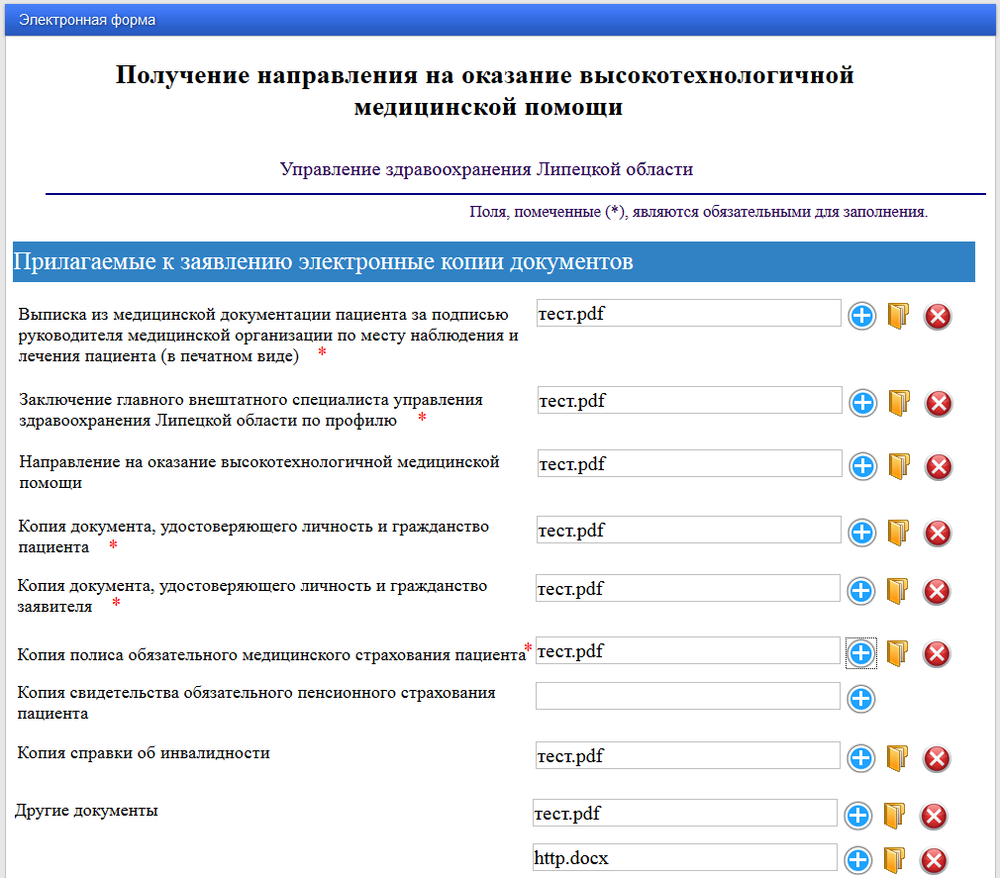 Электронная форма
Получение направления на оказание высокотехнологичной
медицинской помощи
Управление здравоохранения Липецкой области
Поля, помеченные (*), являются обязательными для заполнения.
Прилагаемые к заявлению электронные копии документов
Выписка из медицинской документации пациента за подписью
руководителя медицинской организации по месту наблюдения и
лечения пациента (в печатном виде) *
тест.pdf
Заключение главного внештатного специалиста управления
здравоохранения Липецкой области по профилю *
тест.pdf
Направление на оказание высокотехнологичной медицинской
помощи
тест.pdf
Копия документа, удостоверяющего личность и гражданство
пациента *
тест.pdf
Копия документа, удостоверяющего личность и гражданство
заявителя *
тест.pdf
Копия полиса обязательного медицинского страхования пациента *
тест.pdf
Копия свидетельства обязательного пенсионного страхования
пациента
Копия справки об инвалидности
тест.pdf
Другие документы
тест.pdf
http.docx